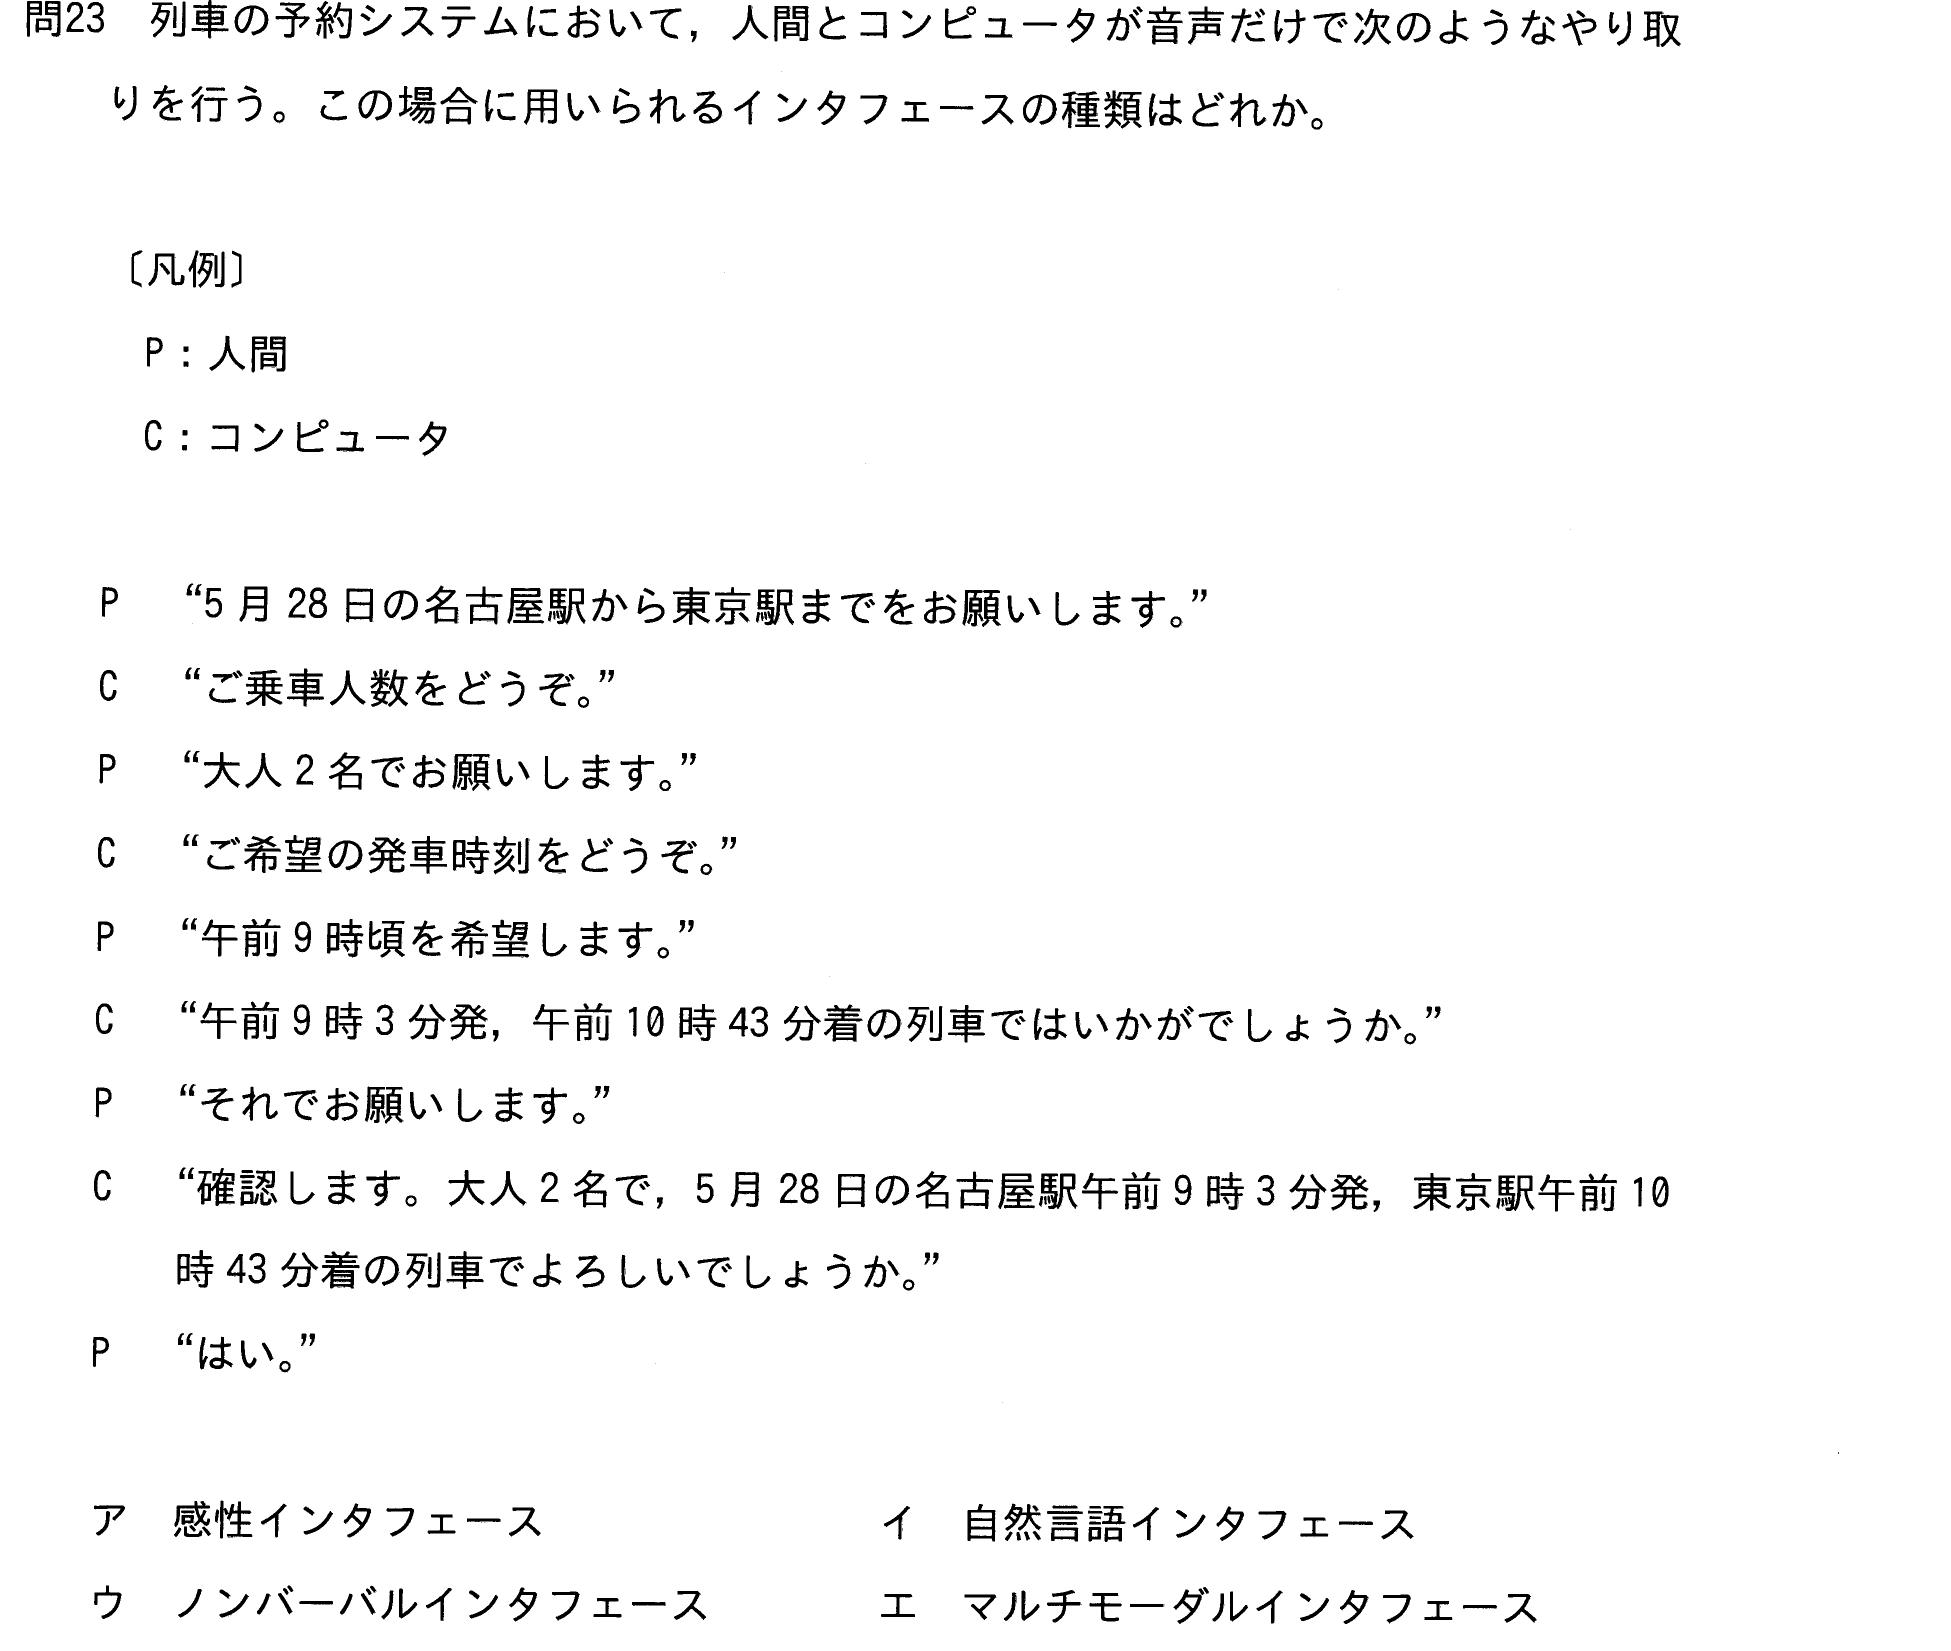 問23　列車の予約システムにおいて，人間とコンピュータが音声だけで次のようなやり取
りを行う。この場合に用いられるインタフェースの種類はどれか。
〔凡例〕
P：人間
C：コンピュータ
P　“5月28日の名古屋駅から東京駅までをお願いします。”
C　“ご乗車人数をどうぞ。”
P　“大人2名でお願いします。”
C　“ご希望の発車時刻をどうぞ。”
P　“午前9時頃を希望します。”
C　“午前9時3分発，午前10時43分着の列車ではいかがでしょうか。”
P　“それでお願いします。”
C　“確認します。大人2名で，5月28日の名古屋駅午前9時3分発，東京駅午前10
時43分着の列車でよろしいでしょうか。”
P　“はい。”
ア　感性インタフェース　イ　自然言語インタフェース
ウ　ノンバーバルインタフェース　エ　マルチモーダルインタフェース